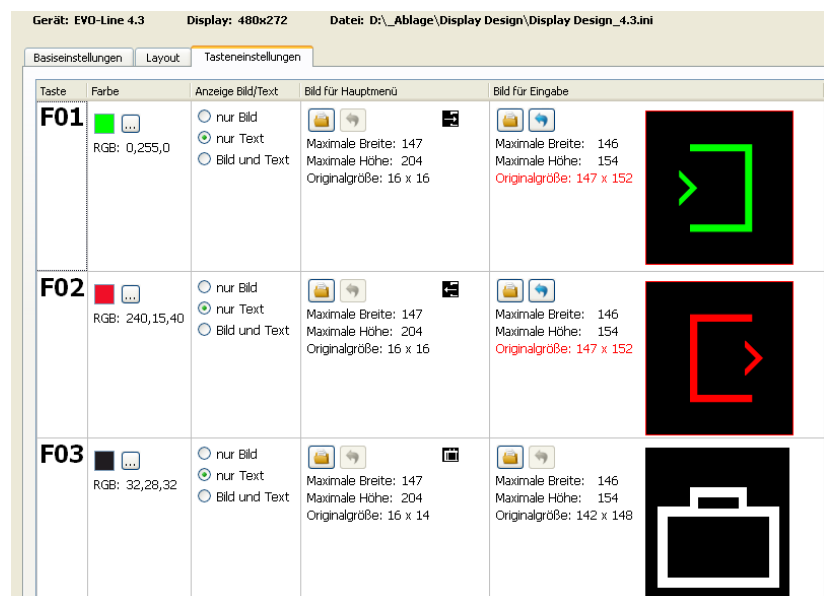 Gerät: EVO-Line 4.3 Display: 480x272 Datei: D:\_Ablage\Display Design\Display Design_4.3.ini
Basiseinstellungen Layout Tasteneinstellungen
Taste Farbe Anzeige Bild/Text Bild für Hauptmenü Bild für Eingabe
F01
...
RGB: 0,255,0
nur Bild
nur Text
Bild und Text
Maximale Breite: 147
Maximale Höhe: 204
Originalgröße: 16 x 16
Maximale Breite: 146
Maximale Höhe: 154
Originalgröße: 147 x 152
F02
...
RGB: 240,15,40
nur Bild
nur Text
Bild und Text
Maximale Breite: 147
Maximale Höhe: 204
Originalgröße: 16 x 16
Maximale Breite: 146
Maximale Höhe: 154
Originalgröße: 147 x 152
F03
...
RGB: 32,28,32
nur Bild
nur Text
Bild und Text
Maximale Breite: 147
Maximale Höhe: 204
Originalgröße: 16 x 14
Maximale Breite: 146
Maximale Höhe: 154
Originalgröße: 142 x 148